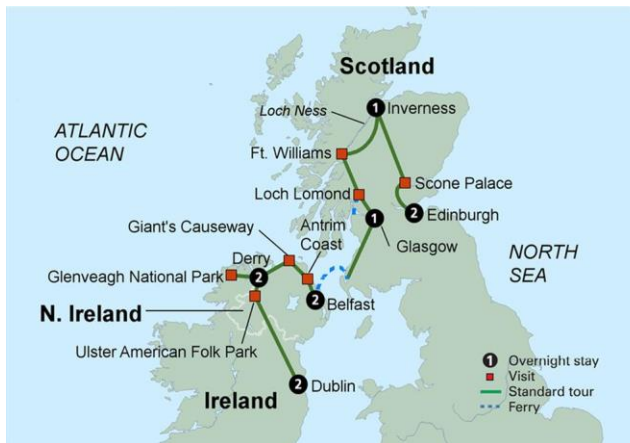 Scotland
1
Inverness
Loch Ness
ATLANTIC
OCEAN
Ft. Williams
Scone Palace
Loch Lomond
2
Edinburgh
Giant's Causeway
Antrim
Coast
1
Glasgow
NORTH
SEA
Derry
2
Glenveagh National Park
2
Belfast
N. Ireland
Ulster American Folk Park
2
Dublin
Ireland
1 Overnight stay
Visit
Standard tour
Ferry